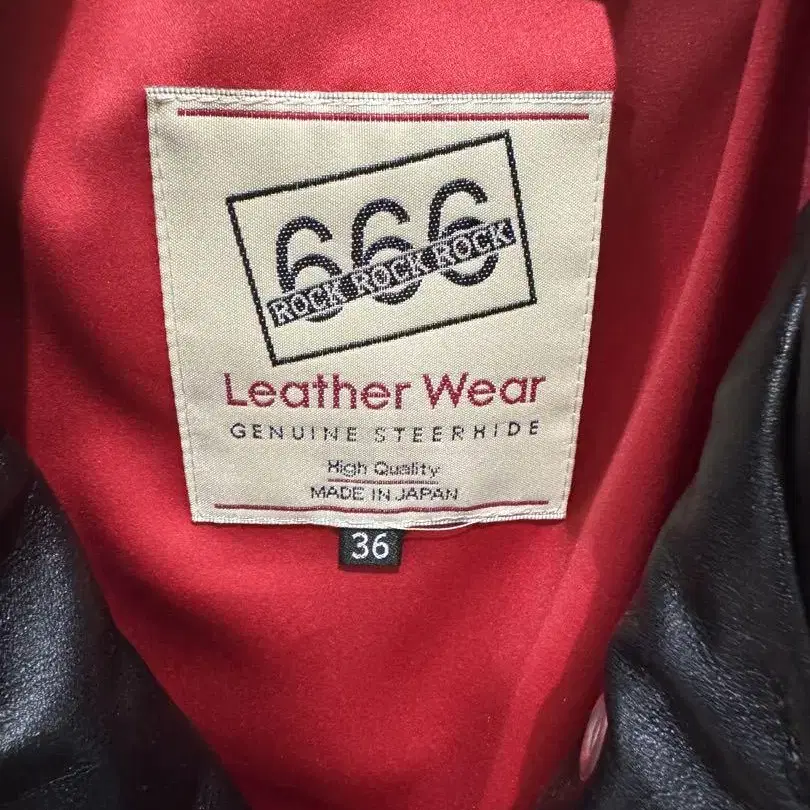 666
ROCK ROCK ROCK
Leather Wear
GENUINE STEERHIDE
High Quality
MADE IN JAPAN
36